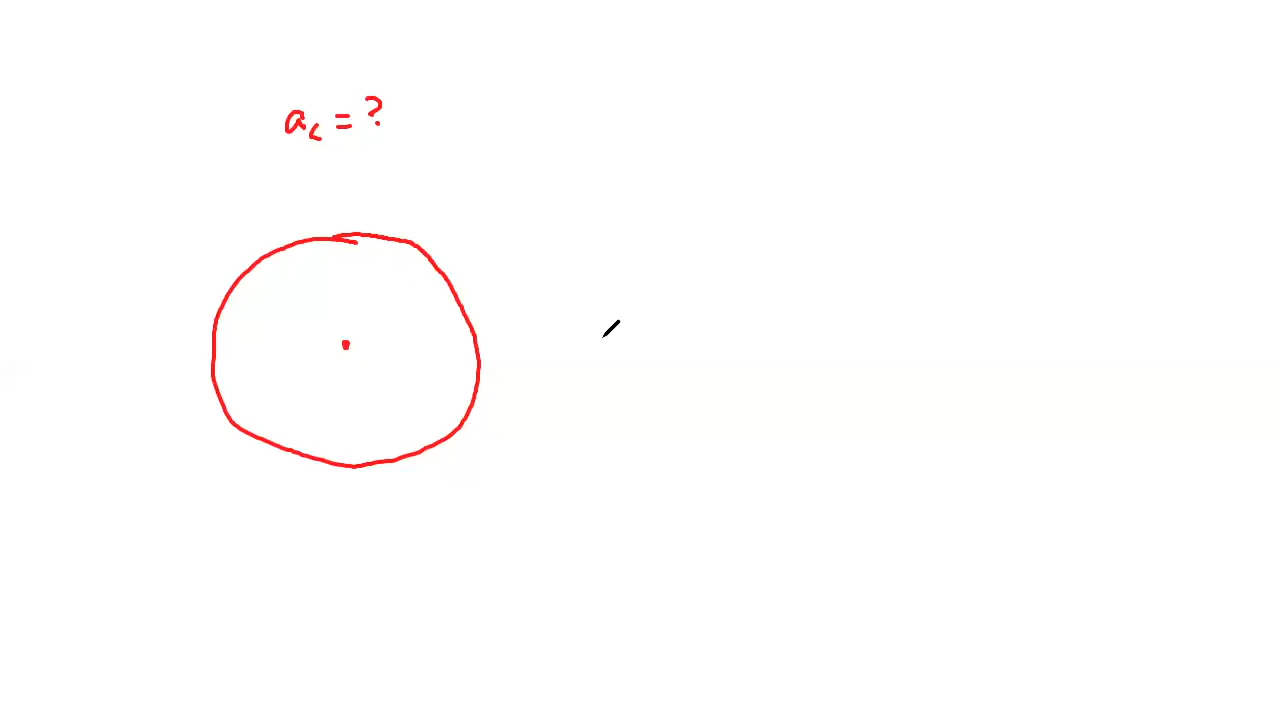 a_c = ?